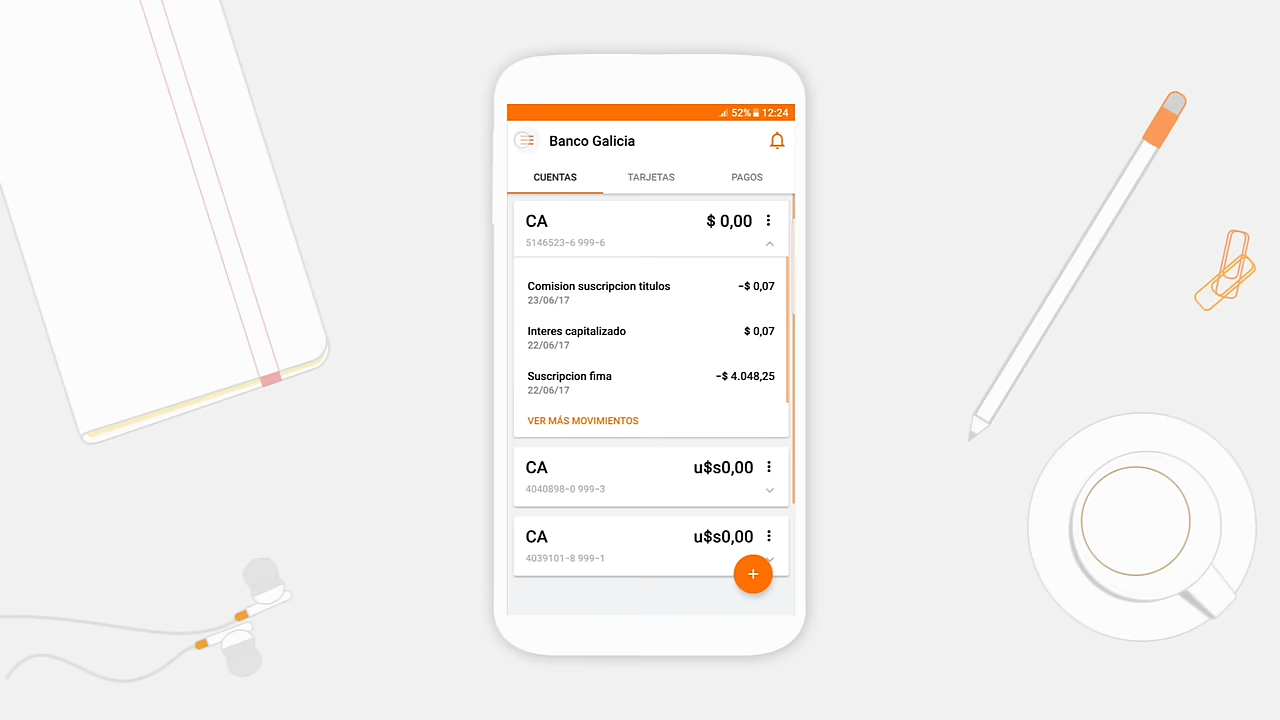 52% 12:24
Banco Galicia
CUENTAS TARJETAS PAGOS
CA $ 0,00
5146523-6 999-6
Comision suscripcion titulos -$ 0,07
23/06/17
Interes capitalizado $ 0,07
22/06/17
Suscripcion fima -$ 4.048,25
22/06/17
VER MÁS MOVIMIENTOS
CA u$s0,00
4040898-0 999-3
CA u$s0,00
4039101-8 999-1
+